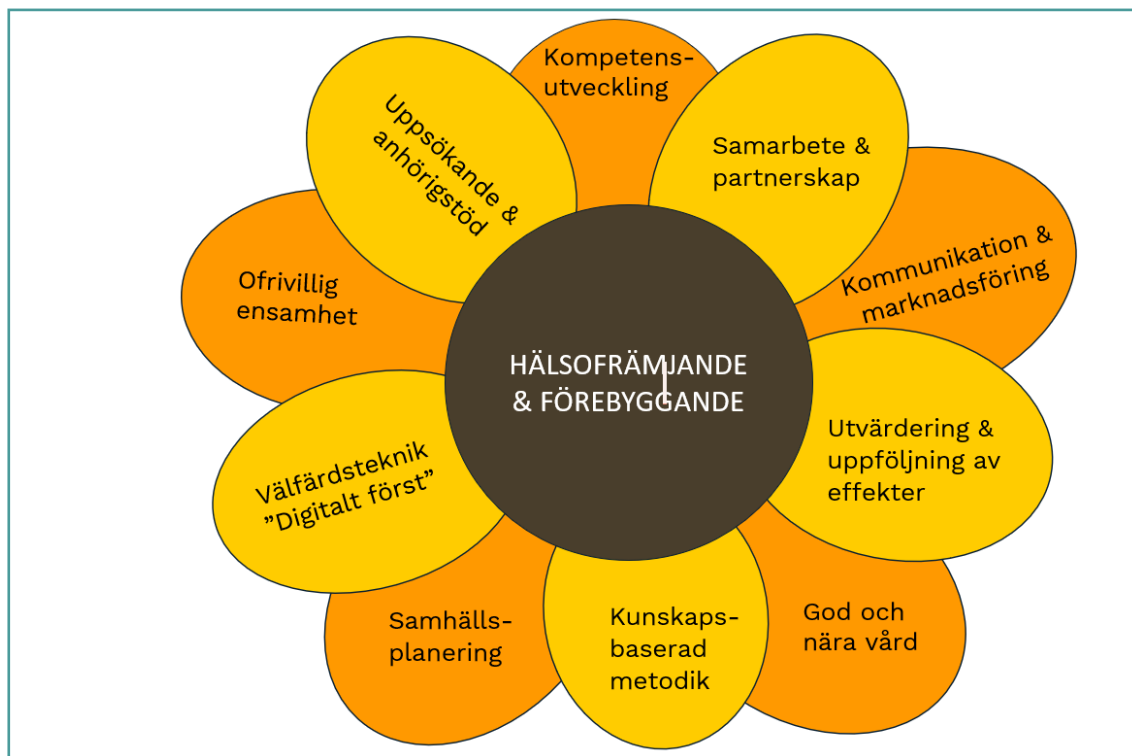 Kompetens-
utveckling
Samarbete &
partnerskap
Kommunikation &
marknadsföring
Utvärdering &
uppföljning av
effekter
God och
nära vård
Kunskaps-
baserad
metodik
Samhälls-
planering
Välfärdsteknik
”Digitalt först”
Ofrivillig
ensamhet
Uppsökande &
anhörigstöd
HÄLSOFRÄMJANDE
& FÖREBYGGANDE